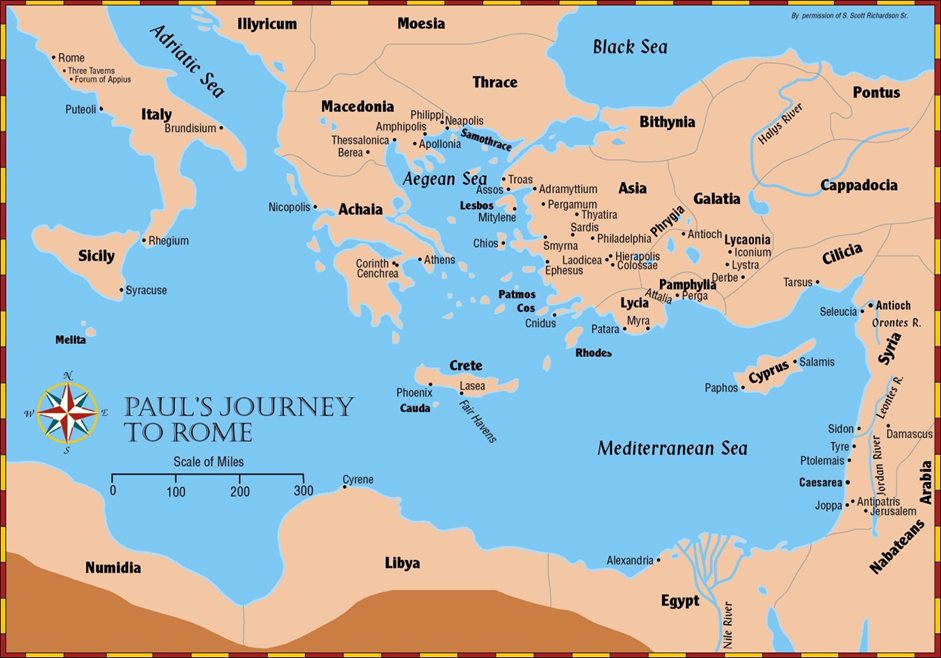 By permission of S. Scott Richardson Sr.
Illyricum
Moesia
Adriatic Sea
Black Sea
Rome
Three Taverns
Forum of Appius
Thrace
Pontus
Puteoli
Italy
Brundisium
Macedonia
Philippi
Neapolis
Amphipolis
Samothrace
Thessalonica
Apollonia
Berea
Bithynia
Halys River
Aegean Sea
Troas
Assos
Adramyttium
Asia
Galatia
Cappadocia
Nicopolis
Achaia
Lesbos
Pergamum
Mitylene
Thyatira
Phrygia
Sardis
Rhegium
Chios
Smyrna
Philadelphia
Antioch
Lycaonia
Sicily
Corinth
Athens
Cenchrea
Laodicea
Hierapolis
Ephesus
Colossae
Iconium
Lystra
Cilicia
Derbe
Pamphylia
Tarsus
Syracuse
Patmos
Cos
Lycia
Attalia
Perga
Cnidus
Patara
Myra
Seleucia
Antioch
Orontes R.
Melita
Rhodes
Syria
Crete
Cyprus
Salamis
Phoenix
Lasea
Paphos
Cauda
Fair Havens
Leontes R.
N
W
E
S
PAUL'S JOURNEY
TO ROME
Sidon
Damascus
Mediterranean Sea
Tyre
Jordan River
Scale of Miles
0 100 200 300
Ptolemais
Cyrene
Caesarea
Arabia
Joppa
Antipatris
Jerusalem
Nabateans
Numidia
Libya
Alexandria
Egypt
Nile River